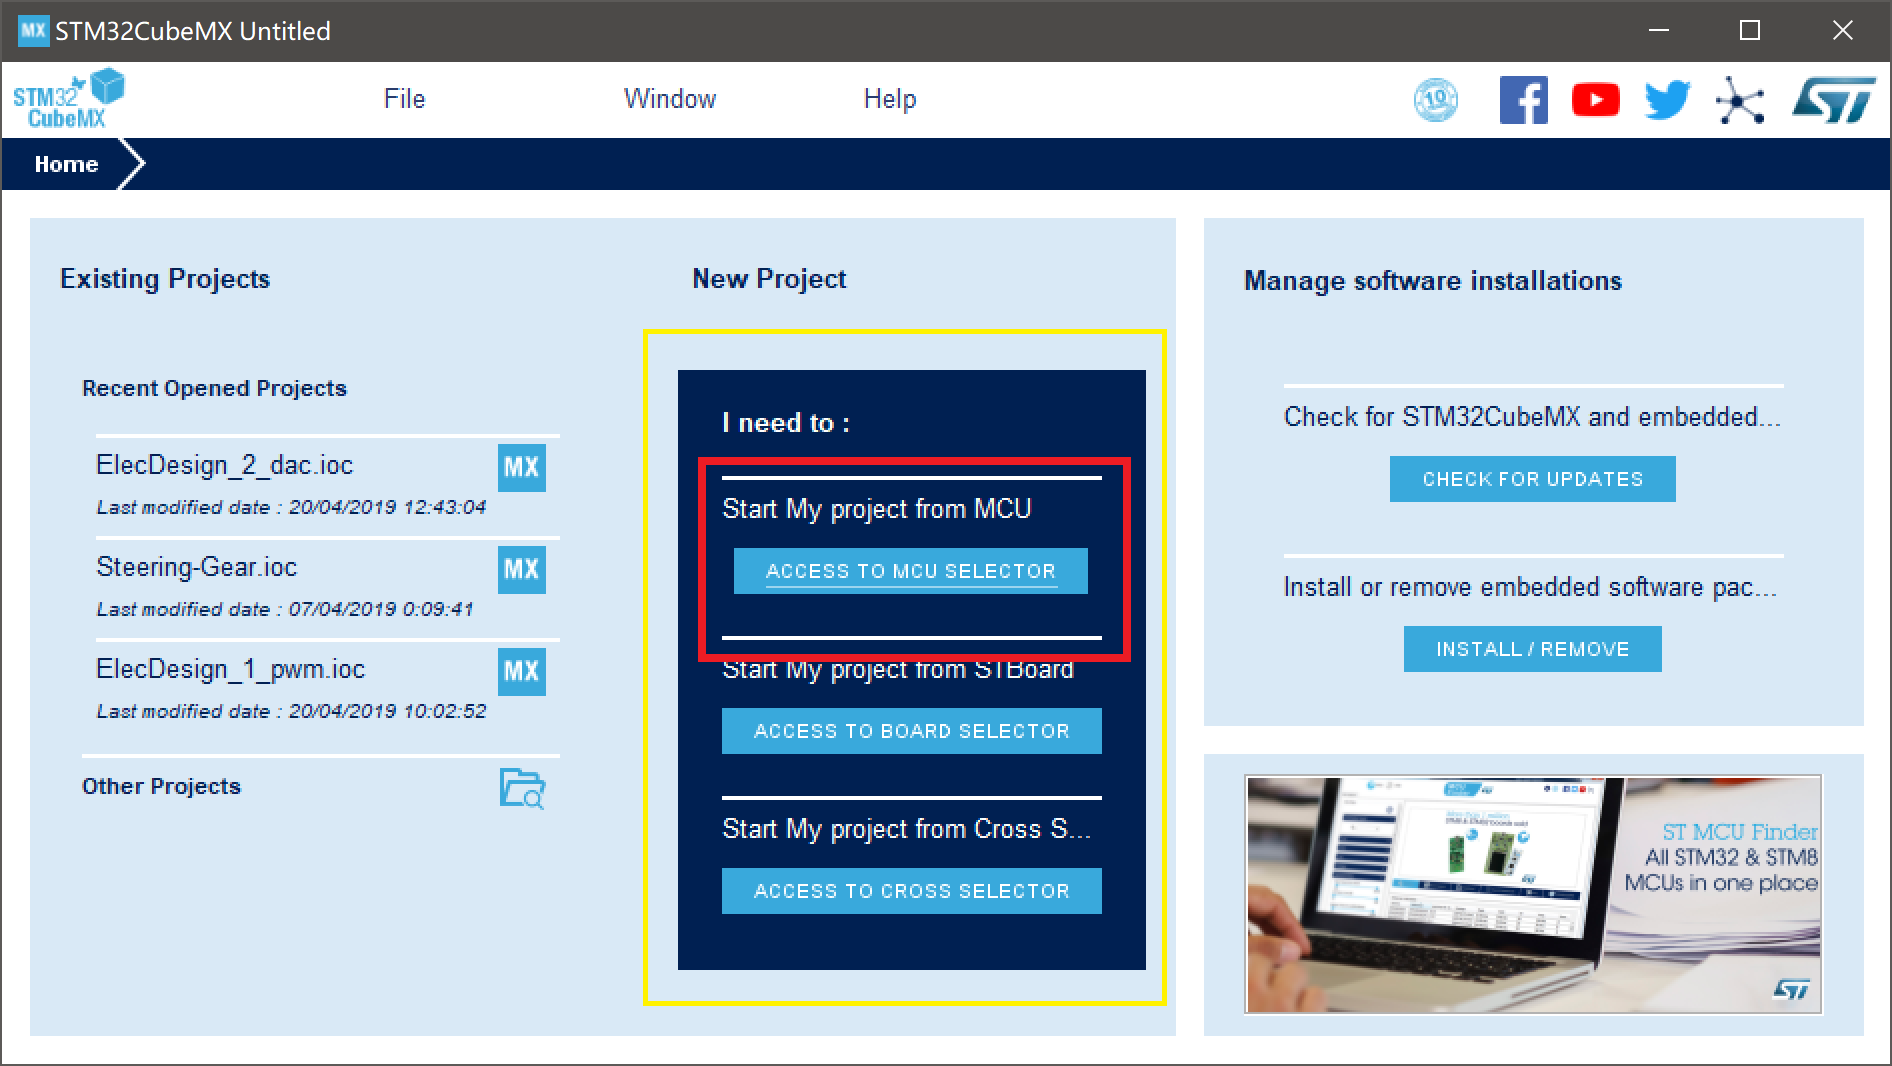 MX STM32CubeMX Untitled
STM32
CubeMX
File
Window
Help
10
Home
Existing Projects
Recent Opened Projects
ElecDesign_2_dac.ioc
MX
Last modified date : 20/04/2019 12:43:04
Steering-Gear.ioc
MX
Last modified date : 07/04/2019 0:09:41
ElecDesign_1_pwm.ioc
MX
Last modified date : 20/04/2019 10:02:52
Other Projects
New Project
I need to :
Start My project from MCU
ACCESS TO MCU SELECTOR
Start My project from STBoard
ACCESS TO BOARD SELECTOR
Start My project from Cross S...
ACCESS TO CROSS SELECTOR
Manage software installations
Check for STM32CubeMX and embedded...
CHECK FOR UPDATES
Install or remove embedded software pac...
INSTALL / REMOVE
ST MCU Finder
All STM32 & STM8
MCUs in one place
ST